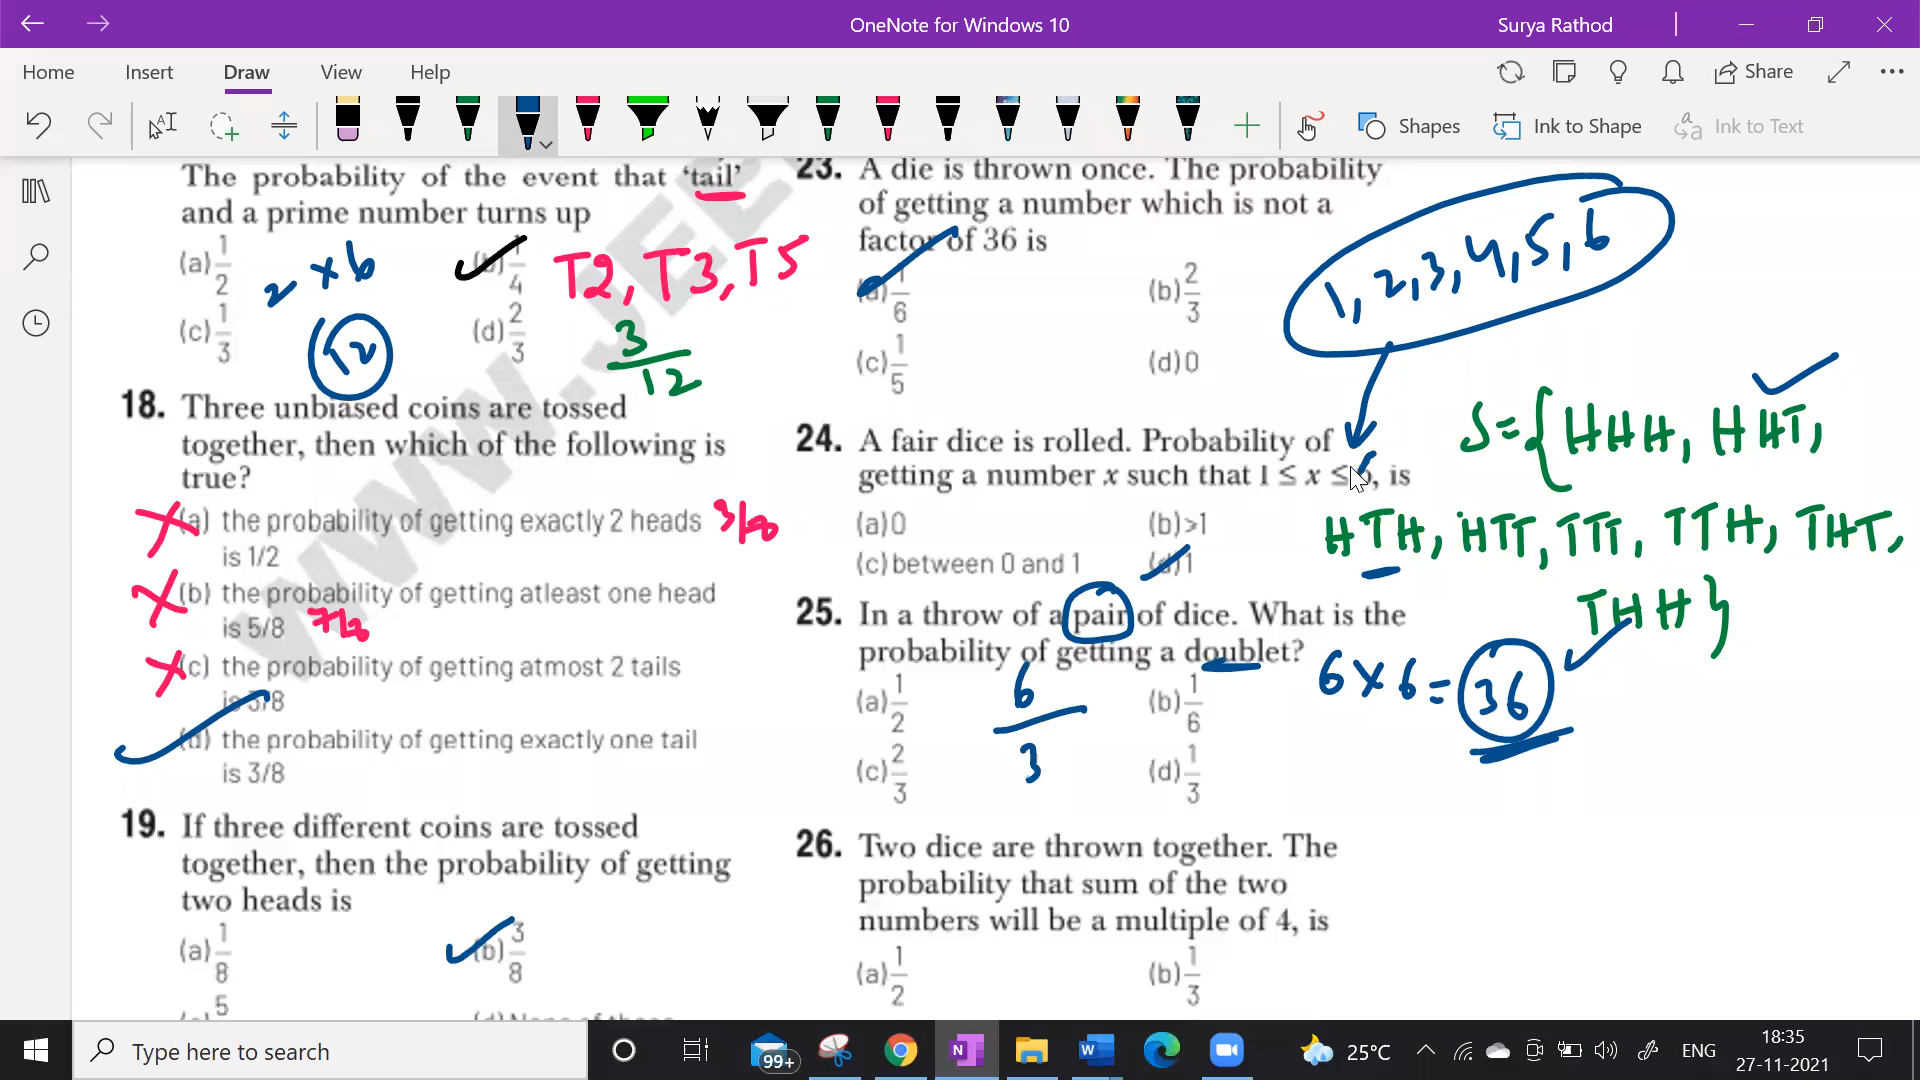 OneNote for Windows 10
Surya Rathod
Home Insert Draw View Help
Share
Shapes
Ink to Shape
Ink to Text
The probability of the event that ‘tail’
and a prime number turns up
(a) 1/2
(b) 1/4
(c) 1/3
(d) 2/3
2 × 6
12
T2, T3, T5
3/12
18. Three unbiased coins are tossed
together, then which of the following is
true?
(a) the probability of getting exactly 2 heads
is 1/2
3/8
(b) the probability of getting atleast one head
is 5/8
7/8
(c) the probability of getting atmost 2 tails
is 3/8
(d) the probability of getting exactly one tail
is 3/8
19. If three different coins are tossed
together, then the probability of getting
two heads is
(a) 1/8
(b) 3/8
5
WWW.JEE
23. A die is thrown once. The probability
of getting a number which is not a
factor of 36 is
(a) 1/6
(b) 2/3
(c) 1/5
(d) 0
1, 2, 3, 4, 5, 6
24. A fair dice is rolled. Probability of
getting a number x such that 1 ≤ x ≤ 6, is
(a) 0
(b) >1
(c) between 0 and 1
(d) 1
S = { HHH, HHT,
HTH, HTT, TTT, TTH, THT,
THH }
25. In a throw of a pair of dice. What is the
probability of getting a doublet?
(a) 1/2
(b) 1/6
(c) 2/3
(d) 1/3
6/3
6 × 6 = 36
26. Two dice are thrown together. The
probability that sum of the two
numbers will be a multiple of 4, is
(a) 1/2
(b) 1/3
Type here to search
99+
25°C
ENG
18:35
27-11-2021